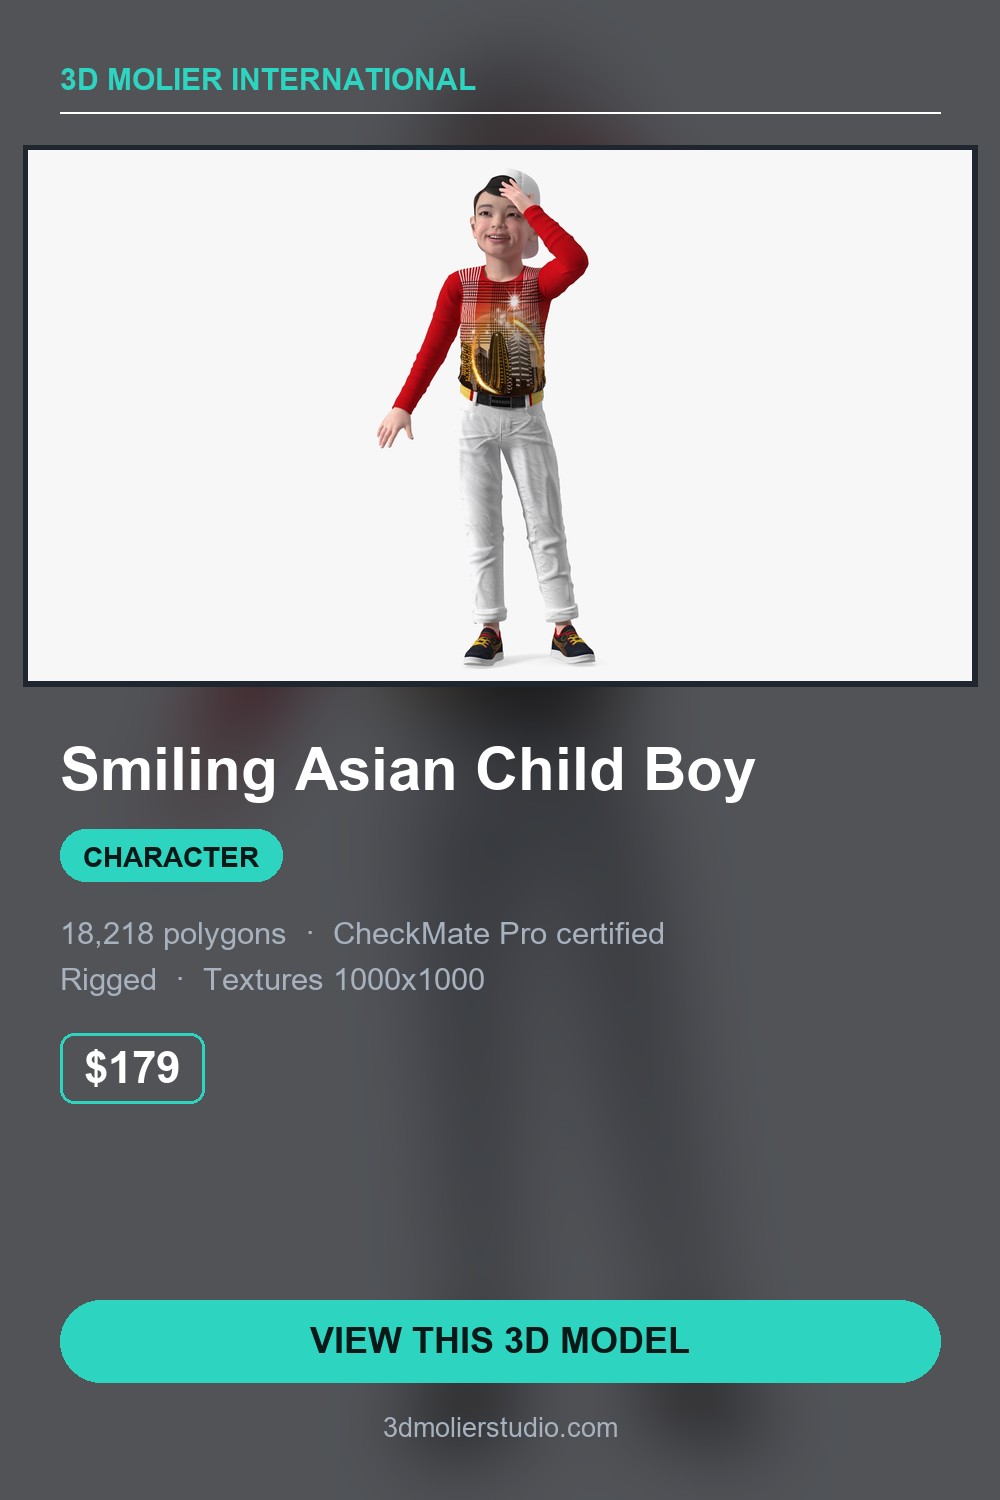 3D MOLIER INTERNATIONAL
Smiling Asian Child Boy
CHARACTER
18,218 polygons · CheckMate Pro certified
Rigged · Textures 1000x1000
$179
VIEW THIS 3D MODEL
3dmolierstudio.com